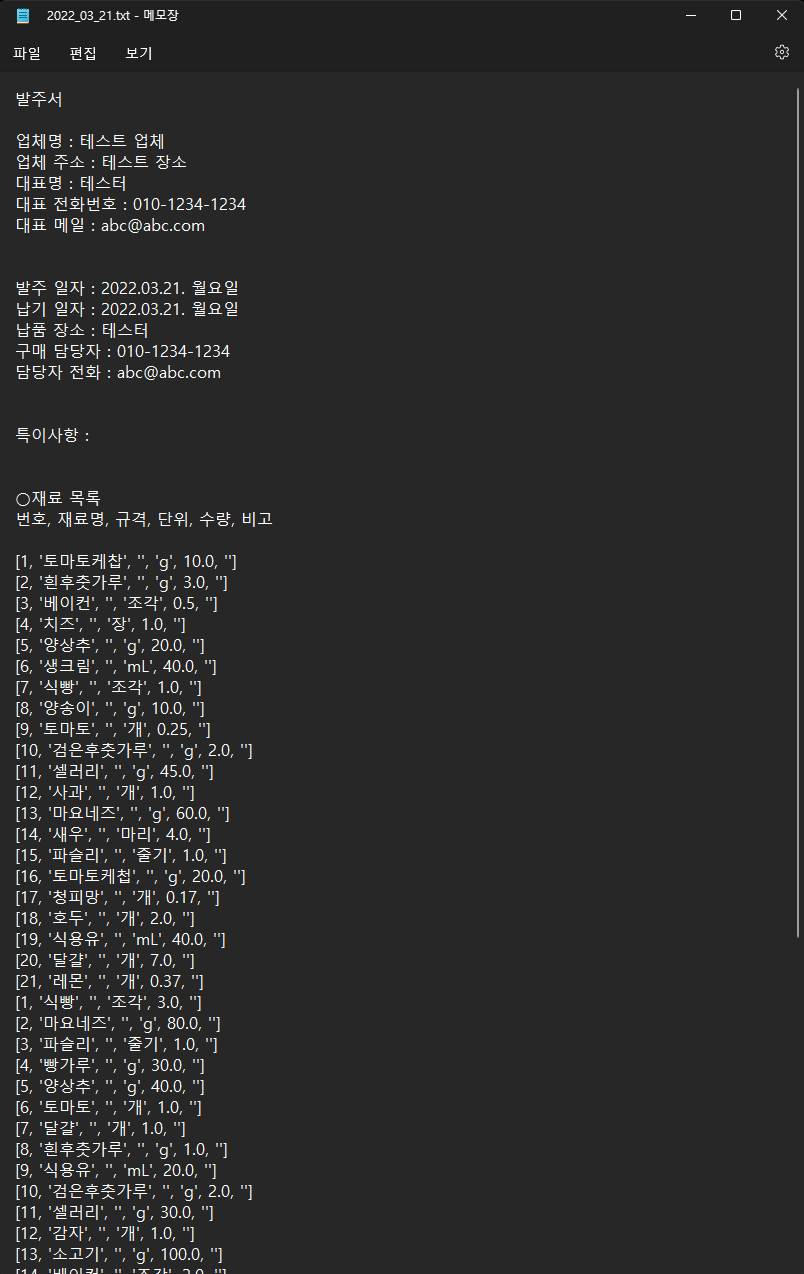 2022_03_21.txt - 메모장
파일 편집 보기
발주서
업체명 : 테스트 업체
업체 주소 : 테스트 장소
대표명 : 테스터
대표 전화번호 : 010-1234-1234
대표 메일 : abc@abc.com
발주 일자 : 2022.03.21. 월요일
납기 일자 : 2022.03.21. 월요일
납품 장소 : 테스터
구매 담당자 : 010-1234-1234
담당자 전화 : abc@abc.com
특이사항 :
○재료 목록
번호, 재료명, 규격, 단위, 수량, 비고
[1, '토마토케찹', '', 'g', 10.0, '']
[2, '흰후춧가루', '', 'g', 3.0, '']
[3, '베이컨', '', '조각', 0.5, '']
[4, '치즈', '', '장', 1.0, '']
[5, '양상추', '', 'g', 20.0, '']
[6, '생크림', '', 'mL', 40.0, '']
[7, '식빵', '', '조각', 1.0, '']
[8, '양송이', '', 'g', 10.0, '']
[9, '토마토', '', '개', 0.25, '']
[10, '검은후춧가루', '', 'g', 2.0, '']
[11, '셀러리', '', 'g', 45.0, '']
[12, '사과', '', '개', 1.0, '']
[13, '마요네즈', '', 'g', 60.0, '']
[14, '새우', '', '마리', 4.0, '']
[15, '파슬리', '', '줄기', 1.0, '']
[16, '토마토케첩', '', 'g', 20.0, '']
[17, '청피망', '', '개', 0.17, '']
[18, '호두', '', '개', 2.0, '']
[19, '식용유', '', 'mL', 40.0, '']
[20, '달걀', '', '개', 7.0, '']
[21, '레몬', '', '개', 0.37, '']
[1, '식빵', '', '조각', 3.0, '']
[2, '마요네즈', '', 'g', 80.0, '']
[3, '파슬리', '', '줄기', 1.0, '']
[4, '빵가루', '', 'g', 30.0, '']
[5, '양상추', '', 'g', 40.0, '']
[6, '토마토', '', '개', 1.0, '']
[7, '달걀', '', '개', 1.0, '']
[8, '흰후춧가루', '', 'g', 1.0, '']
[9, '식용유', '', 'mL', 20.0, '']
[10, '검은후춧가루', '', 'g', 2.0, '']
[11, '셀러리', '', 'g', 30.0, '']
[12, '감자', '', '개', 1.0, '']
[13, '소고기', '', 'g', 100.0, '']
[14, '베이컨', '', '조각', 2.0, '']